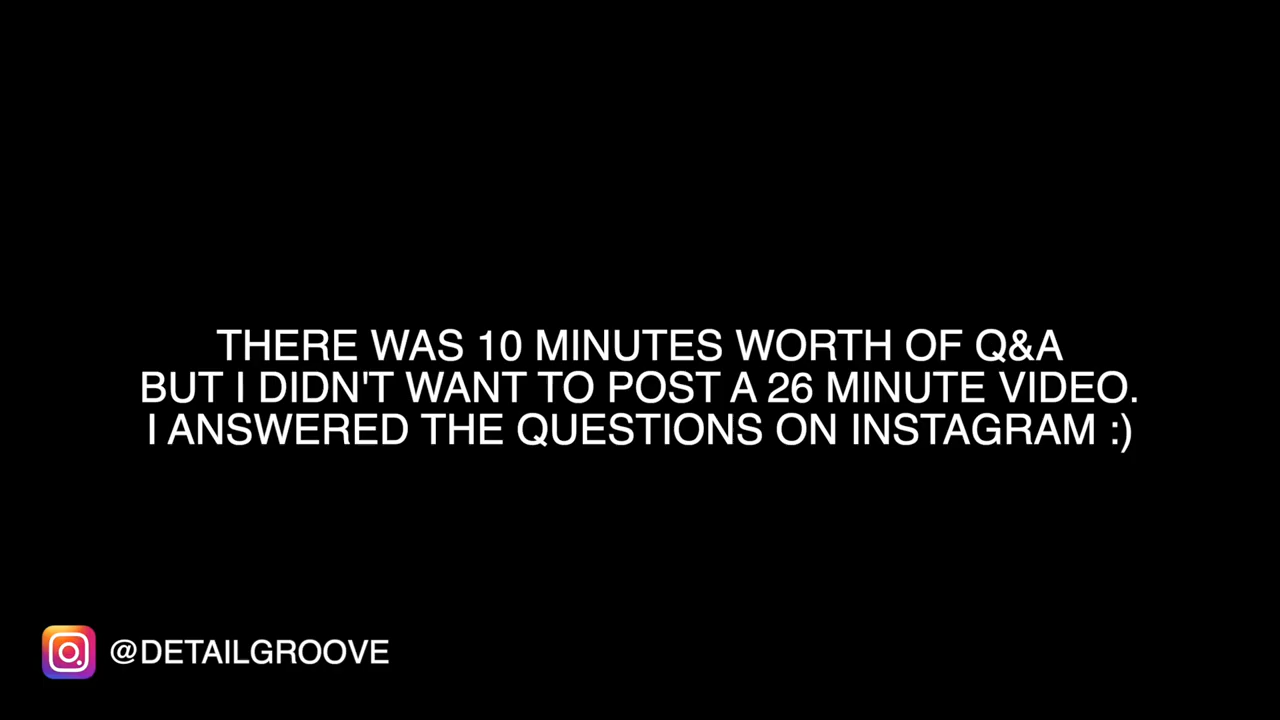 THERE WAS 10 MINUTES WORTH OF Q&A
BUT I DIDN'T WANT TO POST A 26 MINUTE VIDEO.
I ANSWERED THE QUESTIONS ON INSTAGRAM :)
@DETAILGROOVE